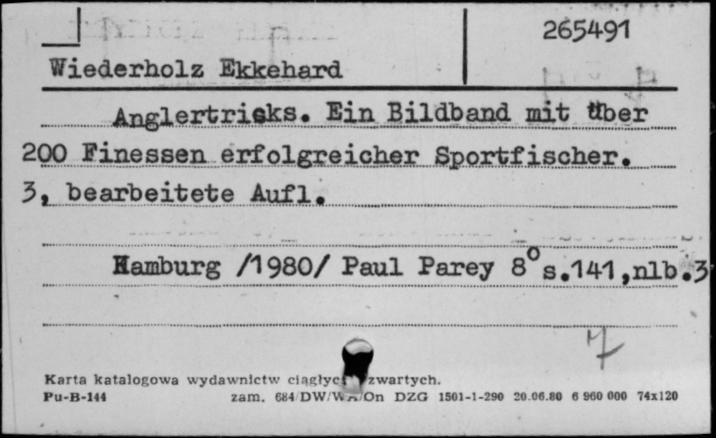 265491
Wiederholz Ekkehard
Anglertricks. Ein Bildband mit über
200 Finessen erfolgreicher Sportfischer.
3, bearbeitete Aufl.
Hamburg /1980/ Paul Parey 8° s.141,nlb.3
7
Karta katalogowa wydawnictw ciągłyc zwartych.
Pu-B-144 zam. 684/DW/WA/On DZG 1501-1-290 20.06.80 6 960 000 74x120